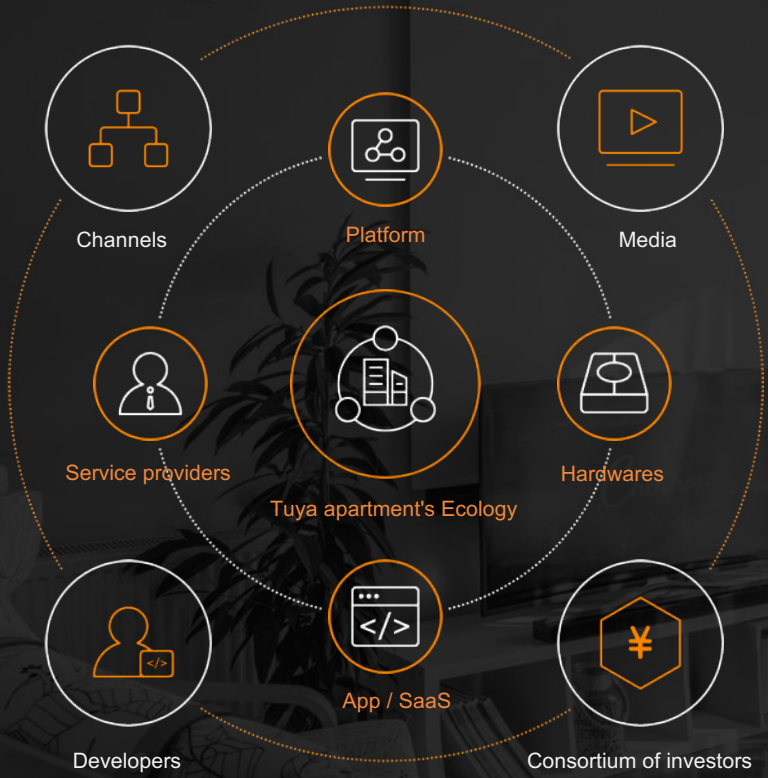 Channels
Platform
Media
Service providers
Hardwares
Tuya apartment's Ecology
</>
App / SaaS
</>
¥
Developers
Consortium of investors